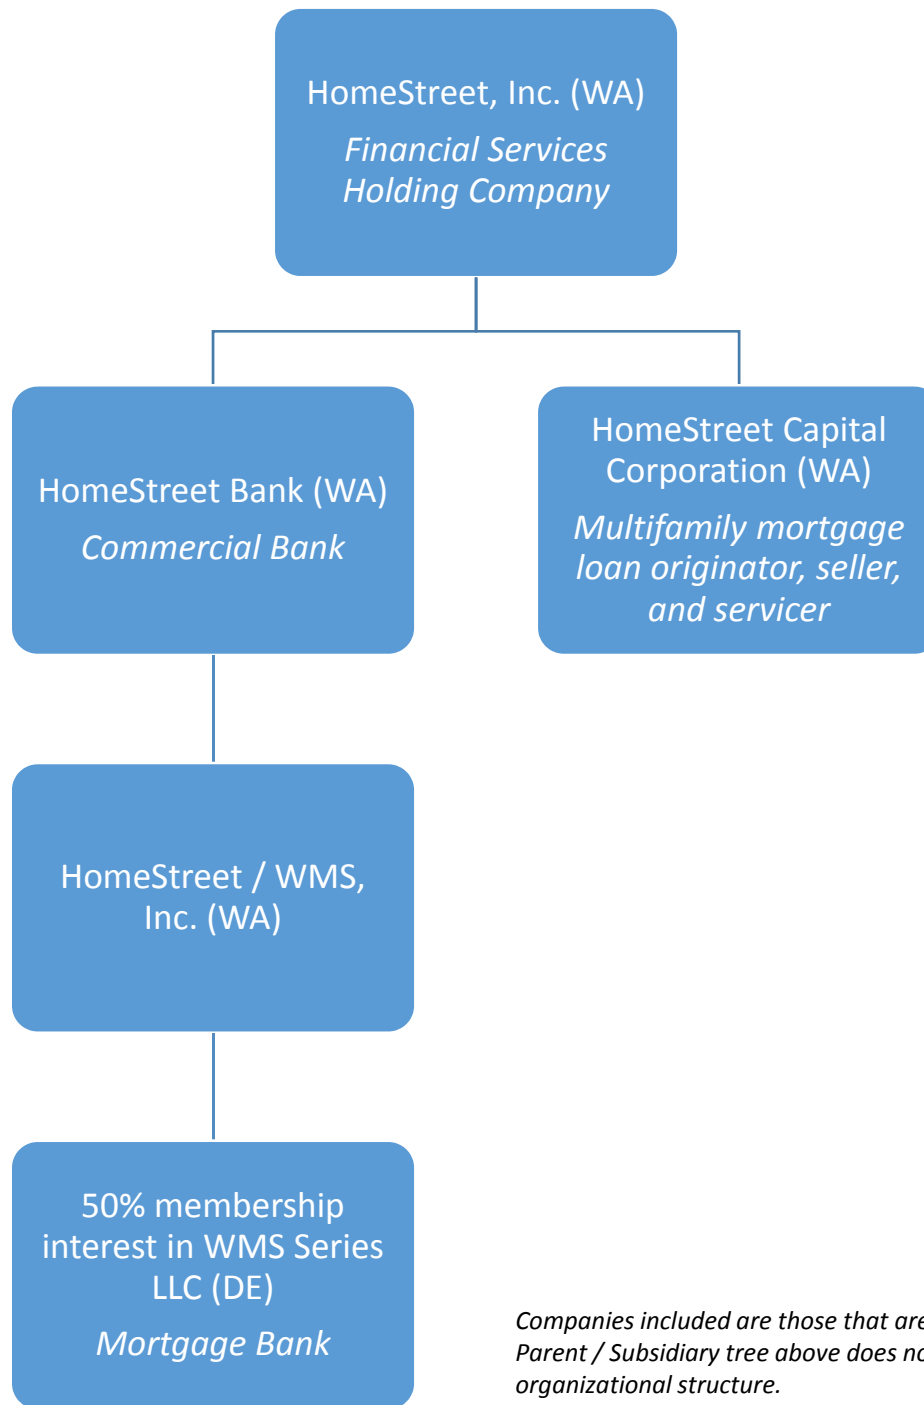 HomeStreet, Inc. (WA)
Financial Services
Holding Company
HomeStreet Bank (WA)
Commercial Bank
HomeStreet Capital
Corporation (WA)
Multifamily mortgage
loan originator, seller,
and servicer
HomeStreet / WMS,
Inc. (WA)
50% membership
interest in WMS Series
LLC (DE)
Mortgage Bank
Companies included are those that are
Parent / Subsidiary tree above does
organizational structure.